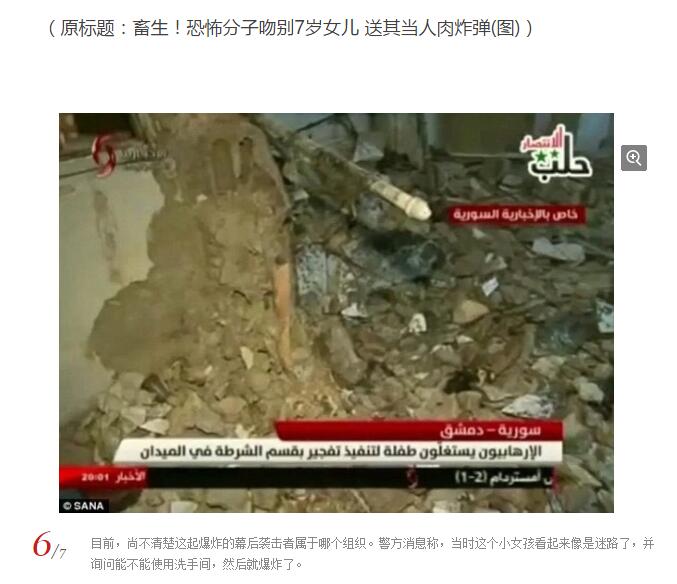 （原标题：畜生！恐怖分子吻别7岁女儿 送其当人肉炸弹(图)）
الانتصار
حلب
خاص بالإخبارية السورية
سورية - دمشق
الإرهابيون يستغلّون طفلة لتنفيذ تفجير بقسم الشرطة في الميدان
20:01 الأخبار
أمستردام (2-1)
© SANA
6/7
目前，尚不清楚这起爆炸的幕后袭击者属于哪个组织。警方消息称，当时这个小女孩看起来像是迷路了，并
询问能不能使用洗手间，然后就爆炸了。